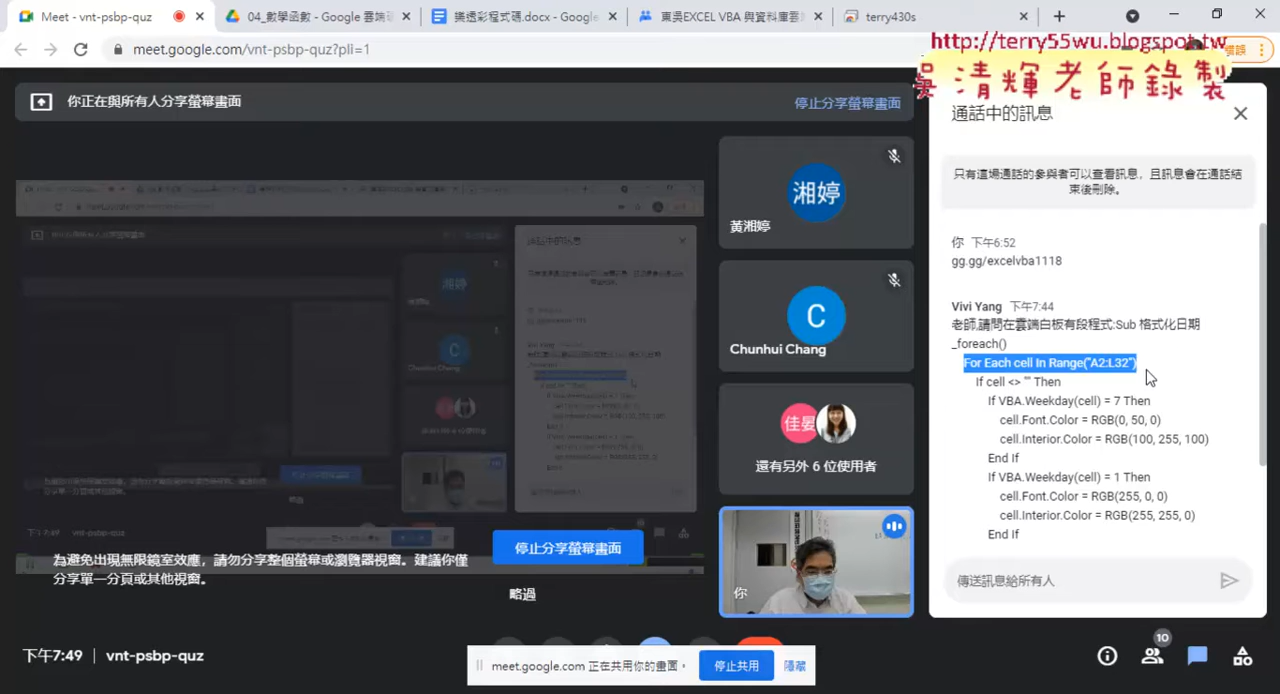 Meet - vnt-psbp-quz
04_數學函數 - Google 雲端硬
樂透彩程式碼.docx - Google
東吳EXCEL VBA 與資料庫雲
terry430s
meet.google.com/vnt-psbp-quz?pli=1
http://terry55wu.blogspot.tw
吳清輝老師錄製
你正在與所有人分享螢幕畫面
停止分享螢幕畫面
通話中的訊息
只有這場通話的參與者可以查看訊息，且訊息會在通話結
束後刪除。
湘婷
黃湘婷
C
Chunhui Chang
佳晏
還有另外 6 位使用者
你
你 下午6:52
gg.gg/excelvba1118
Vivi Yang 下午7:44
老師,請問在雲端白板有段程式:Sub 格式化日期
_foreach()
For Each cell In Range("A2:L32")
If cell <> "" Then
If VBA.Weekday(cell) = 7 Then
cell.Font.Color = RGB(0, 50, 0)
cell.Interior.Color = RGB(100, 255, 100)
End If
If VBA.Weekday(cell) = 1 Then
cell.Font.Color = RGB(255, 0, 0)
cell.Interior.Color = RGB(255, 255, 0)
End If
傳送訊息給所有人
為避免出現無限鏡室效應，請勿分享整個螢幕或瀏覽器視窗。建議你僅
分享單一分頁或其他視窗。
停止分享螢幕畫面
略過
下午7:49 | vnt-psbp-quz
meet.google.com 正在共用你的畫面。
停止共用
隱藏
10